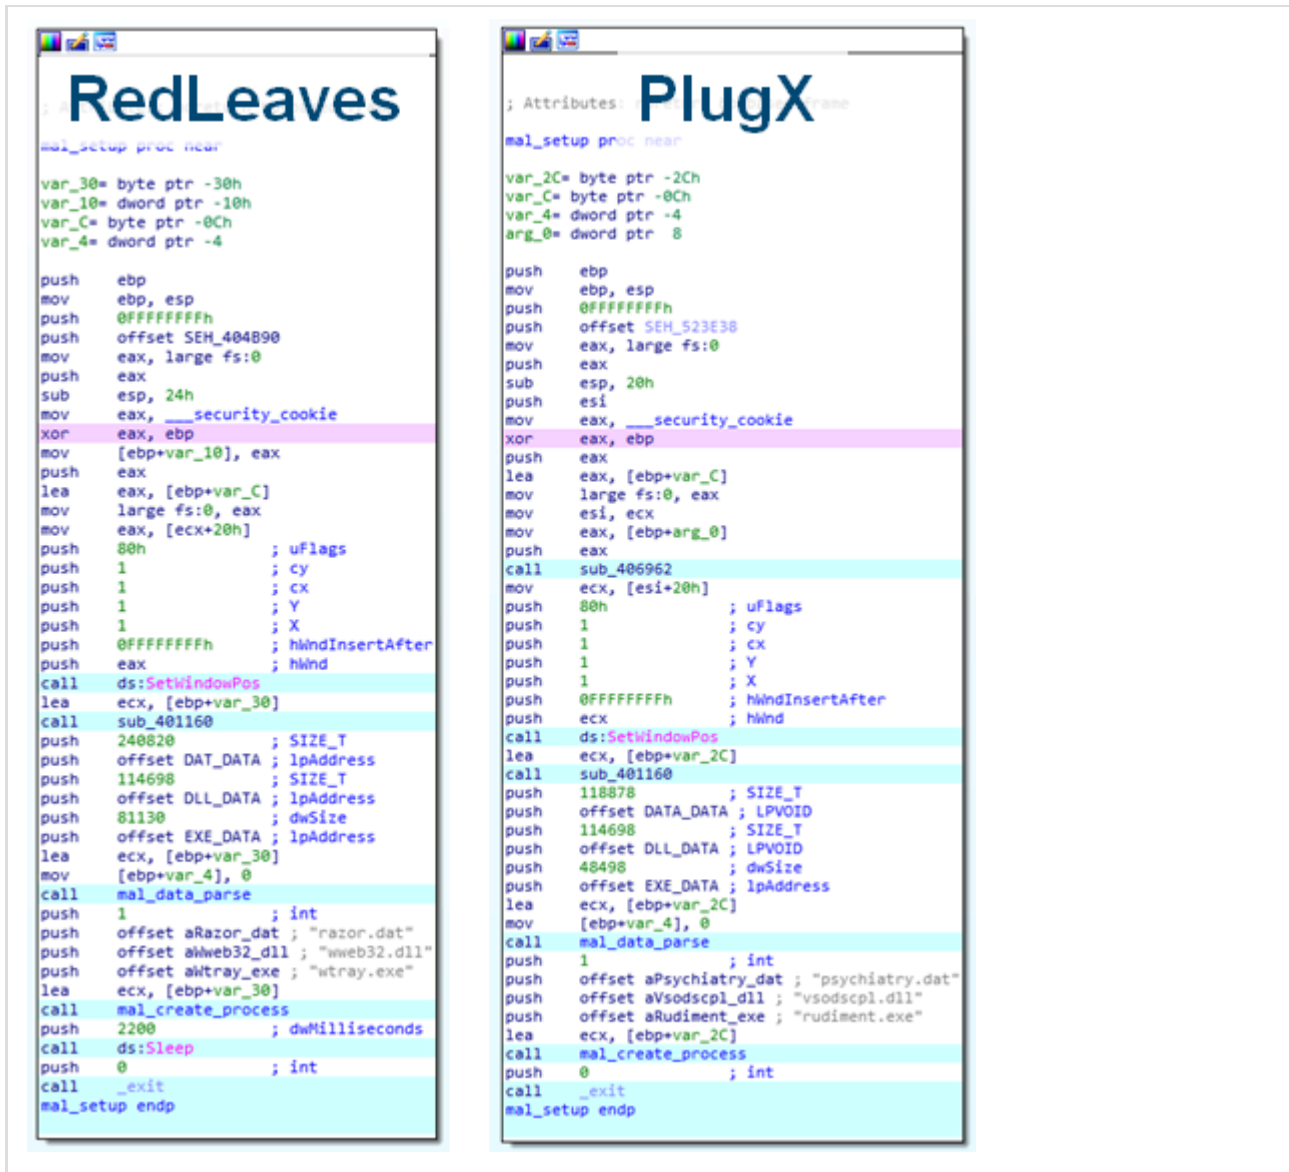 RedLeaves
mal_setup proc near
var_30= byte ptr -30h
var_10= dword ptr -10h
var_C= byte ptr -0Ch
var_4= dword ptr -4
push ebp
mov ebp, esp
push 0FFFFFFFFh
push offset SEH_404B90
mov eax, large fs:0
push eax
sub esp, 24h
mov eax, ___security_cookie
xor eax, ebp
mov [ebp+var_10], eax
push eax
lea eax, [ebp+var_C]
mov large fs:0, eax
mov eax, [ecx+20h]
push 80h ; uFlags
push 1 ; cy
push 1 ; cx
push 1 ; Y
push 1 ; X
push 0FFFFFFFFh ; hWndInsertAfter
push eax ; hWnd
call ds:SetWindowPos
lea ecx, [ebp+var_30]
call sub_401160
push 240820 ; SIZE_T
push offset DAT_DATA ; lpAddress
push 114698 ; SIZE_T
push offset DLL_DATA ; lpAddress
push 81130 ; dwSize
push offset EXE_DATA ; lpAddress
lea ecx, [ebp+var_30]
mov [ebp+var_4], 0
call mal_data_parse
push 1 ; int
push offset aRazor_dat ; "razor.dat"
push offset aWweb32_dll ; "wweb32.dll"
push offset aWtray_exe ; "wtray.exe"
lea ecx, [ebp+var_30]
call mal_create_process
push 2200 ; dwMilliseconds
call ds:Sleep
push 0 ; int
call _exit
mal_setup endp
PlugX
; Attributes:
mal_setup proc near
var_2C= byte ptr -2Ch
var_C= byte ptr -0Ch
var_4= dword ptr -4
arg_0= dword ptr 8
push ebp
mov ebp, esp
push 0FFFFFFFFh
push offset SEH_523E38
mov eax, large fs:0
push eax
sub esp, 20h
push esi
mov eax, ___security_cookie
xor eax, ebp
push eax
lea eax, [ebp+var_C]
mov large fs:0, eax
mov esi, ecx
mov eax, [ebp+arg_0]
push eax
call sub_406962
mov ecx, [esi+20h]
push 80h ; uFlags
push 1 ; cy
push 1 ; cx
push 1 ; Y
push 1 ; X
push 0FFFFFFFFh ; hWndInsertAfter
push ecx ; hWnd
call ds:SetWindowPos
lea ecx, [ebp+var_2C]
call sub_401160
push 118878 ; SIZE_T
push offset DATA_DATA ; LPVOID
push 114698 ; SIZE_T
push offset DLL_DATA ; LPVOID
push 48498 ; dwSize
push offset EXE_DATA ; lpAddress
lea ecx, [ebp+var_2C]
mov [ebp+var_4], 0
call mal_data_parse
push 1 ; int
push offset aPsychiatry_dat ; "psychiatry.dat"
push offset aVsodscpl_dll ; "vsodscpl.dll"
push offset aRudiment_exe ; "rudiment.exe"
lea ecx, [ebp+var_2C]
call mal_create_process
push 0 ; int
call _exit
mal_setup endp